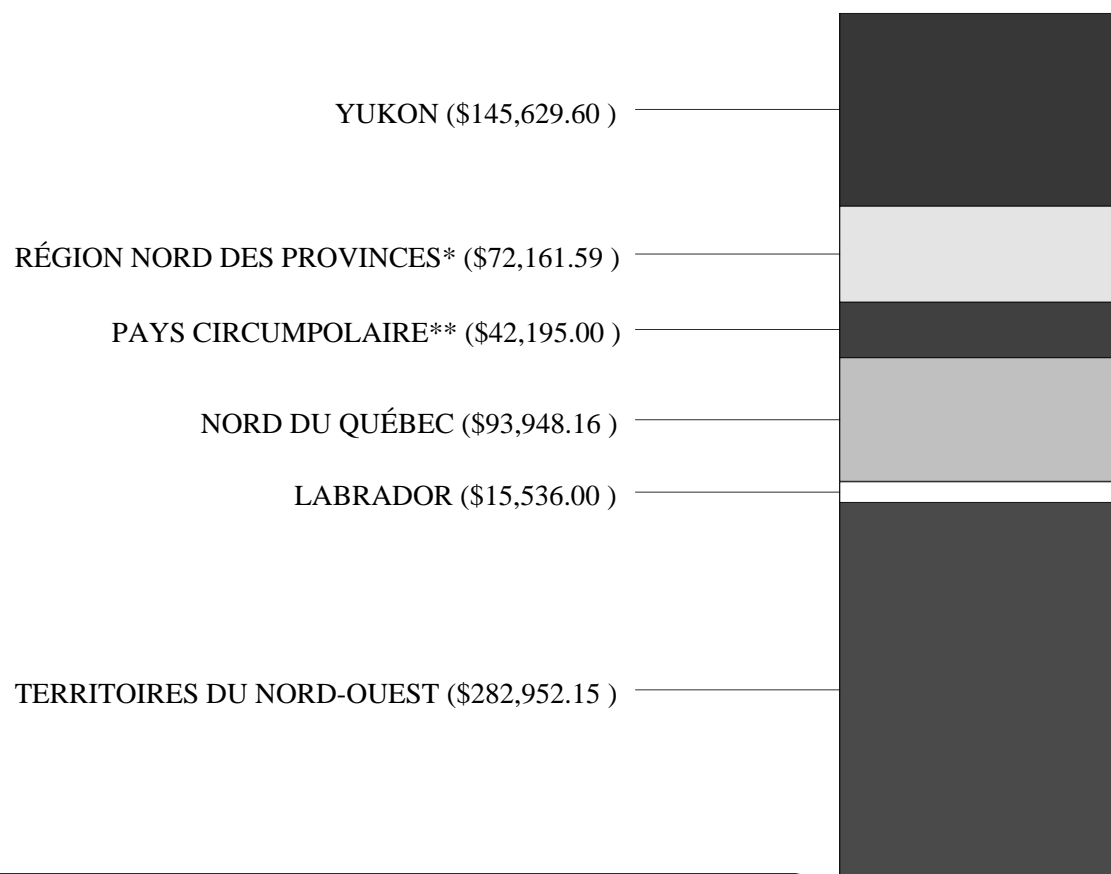 YUKON ($145,629.60 )
RÉGION NORD DES PROVINCES* ($72,161.59 )
PAYS CIRCUMPOLAIRE** ($42,195.00 )
NORD DU QUÉBEC ($93,948.16 )
LABRADOR ($15,536.00 )
TERRITOIRES DU NORD-OUEST ($282,952.15 )